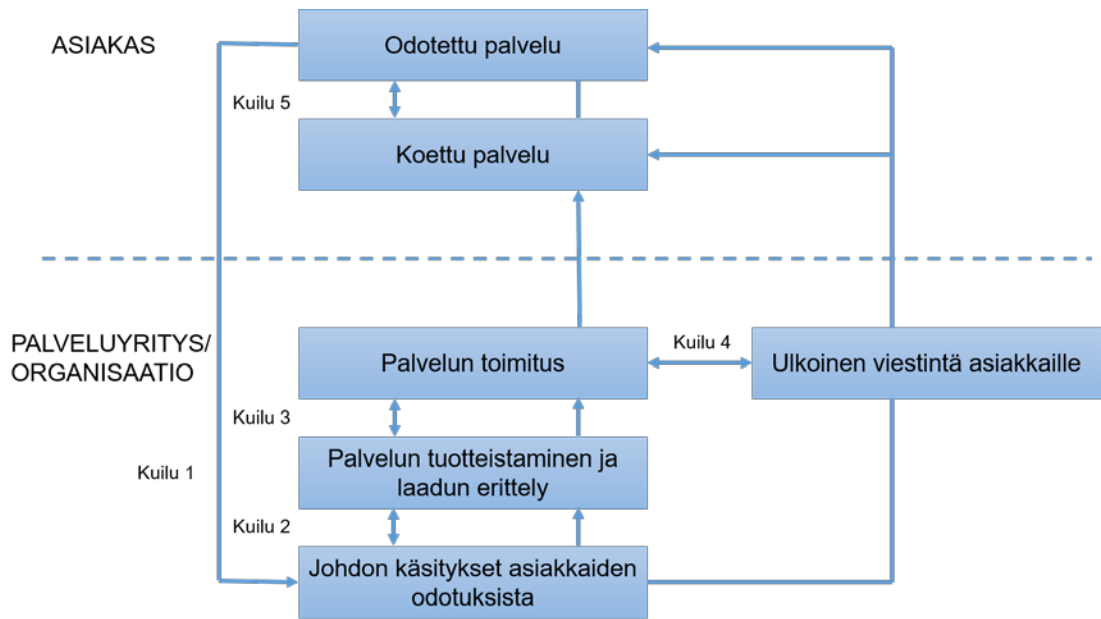 ASIAKAS
Odotettu palvelu
Kuilu 5
Koettu palvelu
PALVELUYRITYS/
ORGANISAATIO
Palvelun toimitus
Kuilu 4
Ulkoinen viestintä asiakkaille
Kuilu 3
Palvelun tuotteistaminen ja
laadun erittely
Kuilu 1
Kuilu 2
Johdon käsitykset asiakkaiden
odotuksista